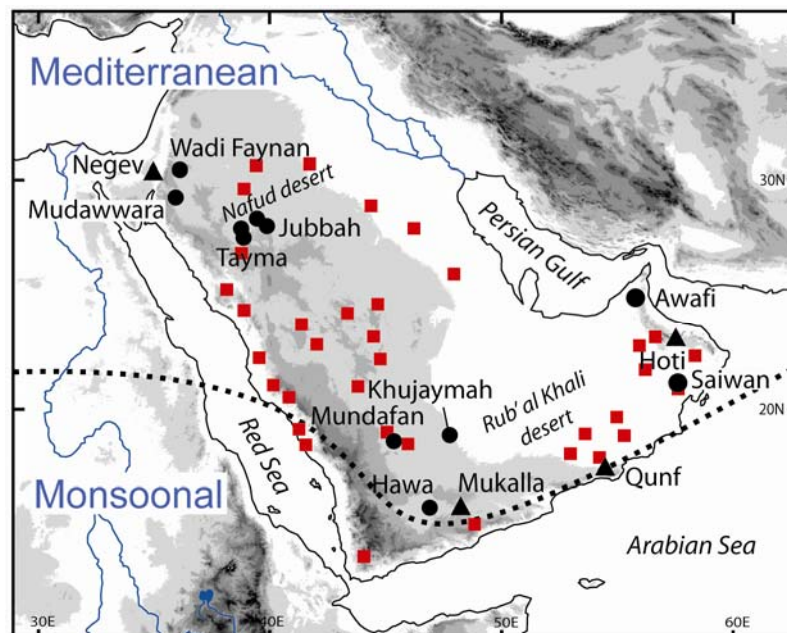 Mediterranean
Negev
Wadi Faynan
30N
Mudawwara
Nafud desert
Jubbah
Tayma
Persian Gulf
Awafi
Hoti
Saiwan
Khujaymah
Mundafan
Rub' al Khali
desert
20N
Red Sea
Monsoonal
Hawa
Mukalla
Qunf
Arabian Sea
30E
40E
50E
60E
10N